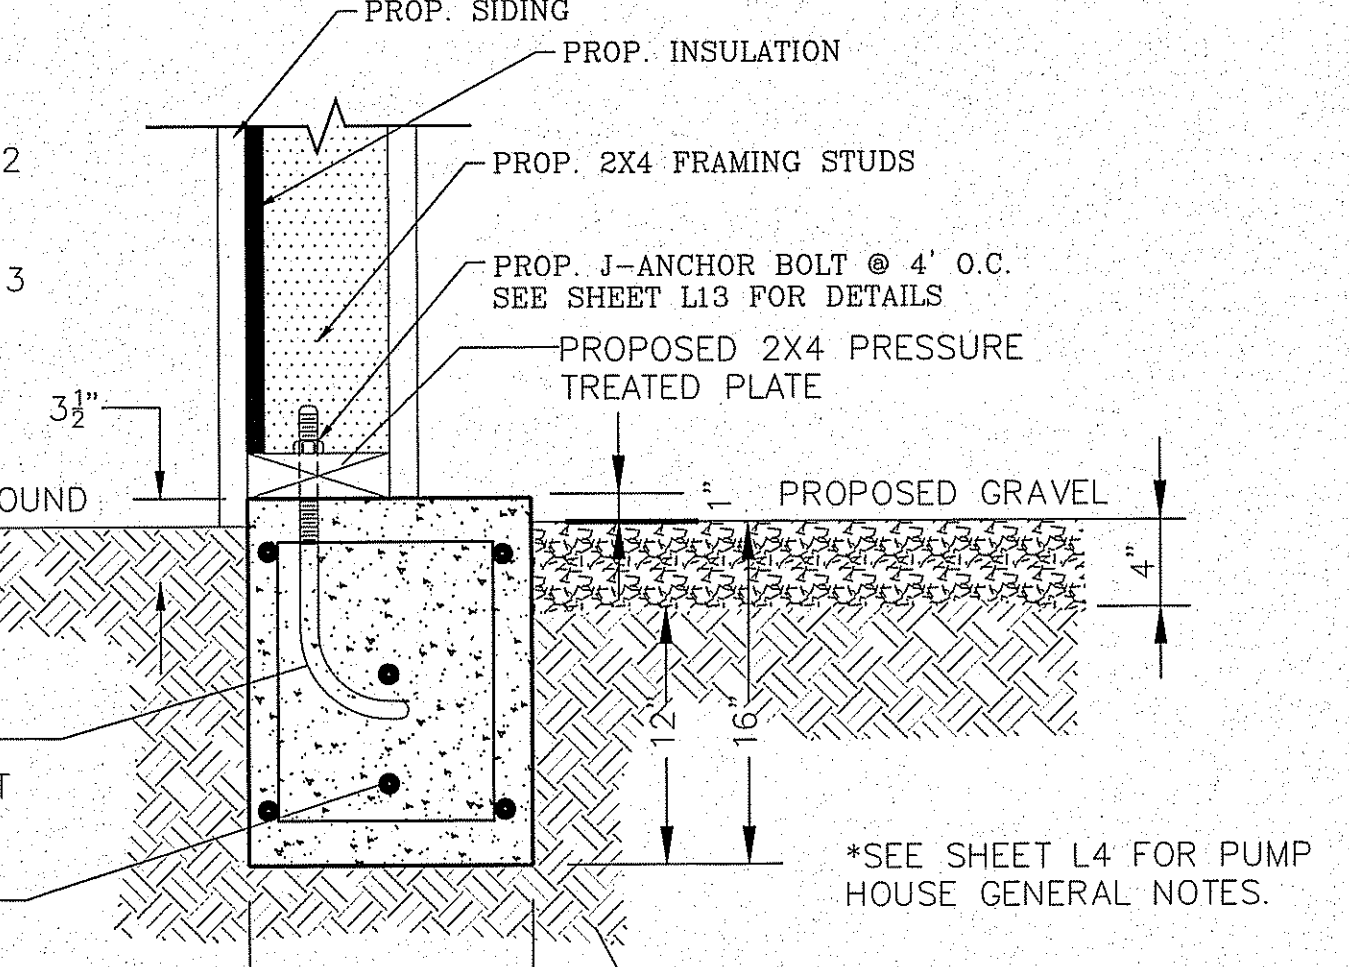 PROP. SIDING
PROP. INSULATION
2
PROP. 2X4 FRAMING STUDS
3
PROP. J-ANCHOR BOLT @ 4' O.C.
SEE SHEET L13 FOR DETAILS
PROPOSED 2X4 PRESSURE
TREATED PLATE
3½"
OUND
1"
PROPOSED GRAVEL
4"
12"
16"
T
*SEE SHEET L4 FOR PUMP
HOUSE GENERAL NOTES.